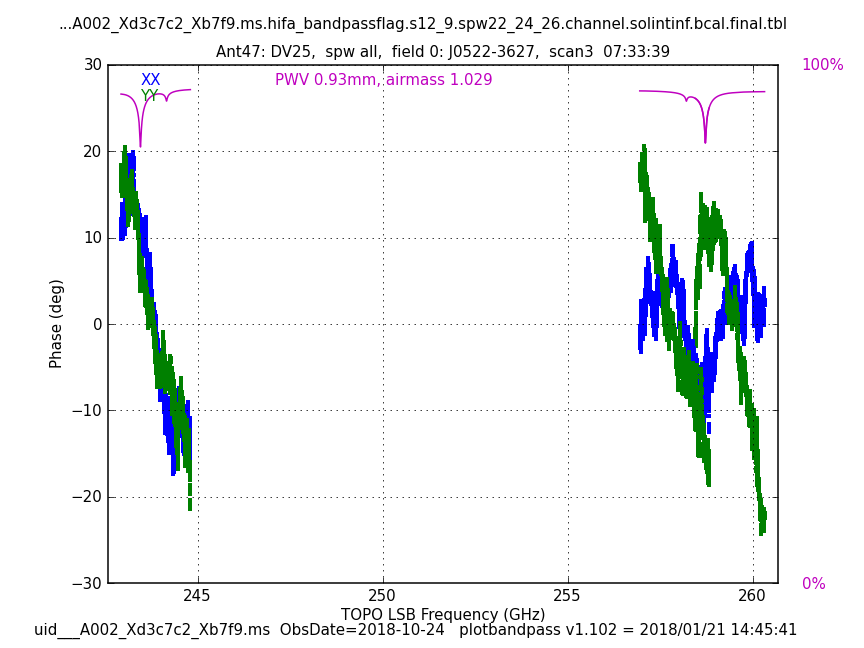 ...A002_Xd3c7c2_Xb7f9.ms.hifa_bandpassflag.s12_9.spw22_24_26.channel.solintinf.bcal.final.tbl
Ant47: DV25,  spw all,  field 0: J0522-3627,  scan3  07:33:39
30
XX
PWV 0.93mm, airmass 1.029
100%
YY
20
10
0
−10
−20
−30
Phase (deg)
0%
245
250
255
260
TOPO LSB Frequency (GHz)
uid___A002_Xd3c7c2_Xb7f9.ms  ObsDate=2018-10-24   plotbandpass v1.102 = 2018/01/21 14:45:41